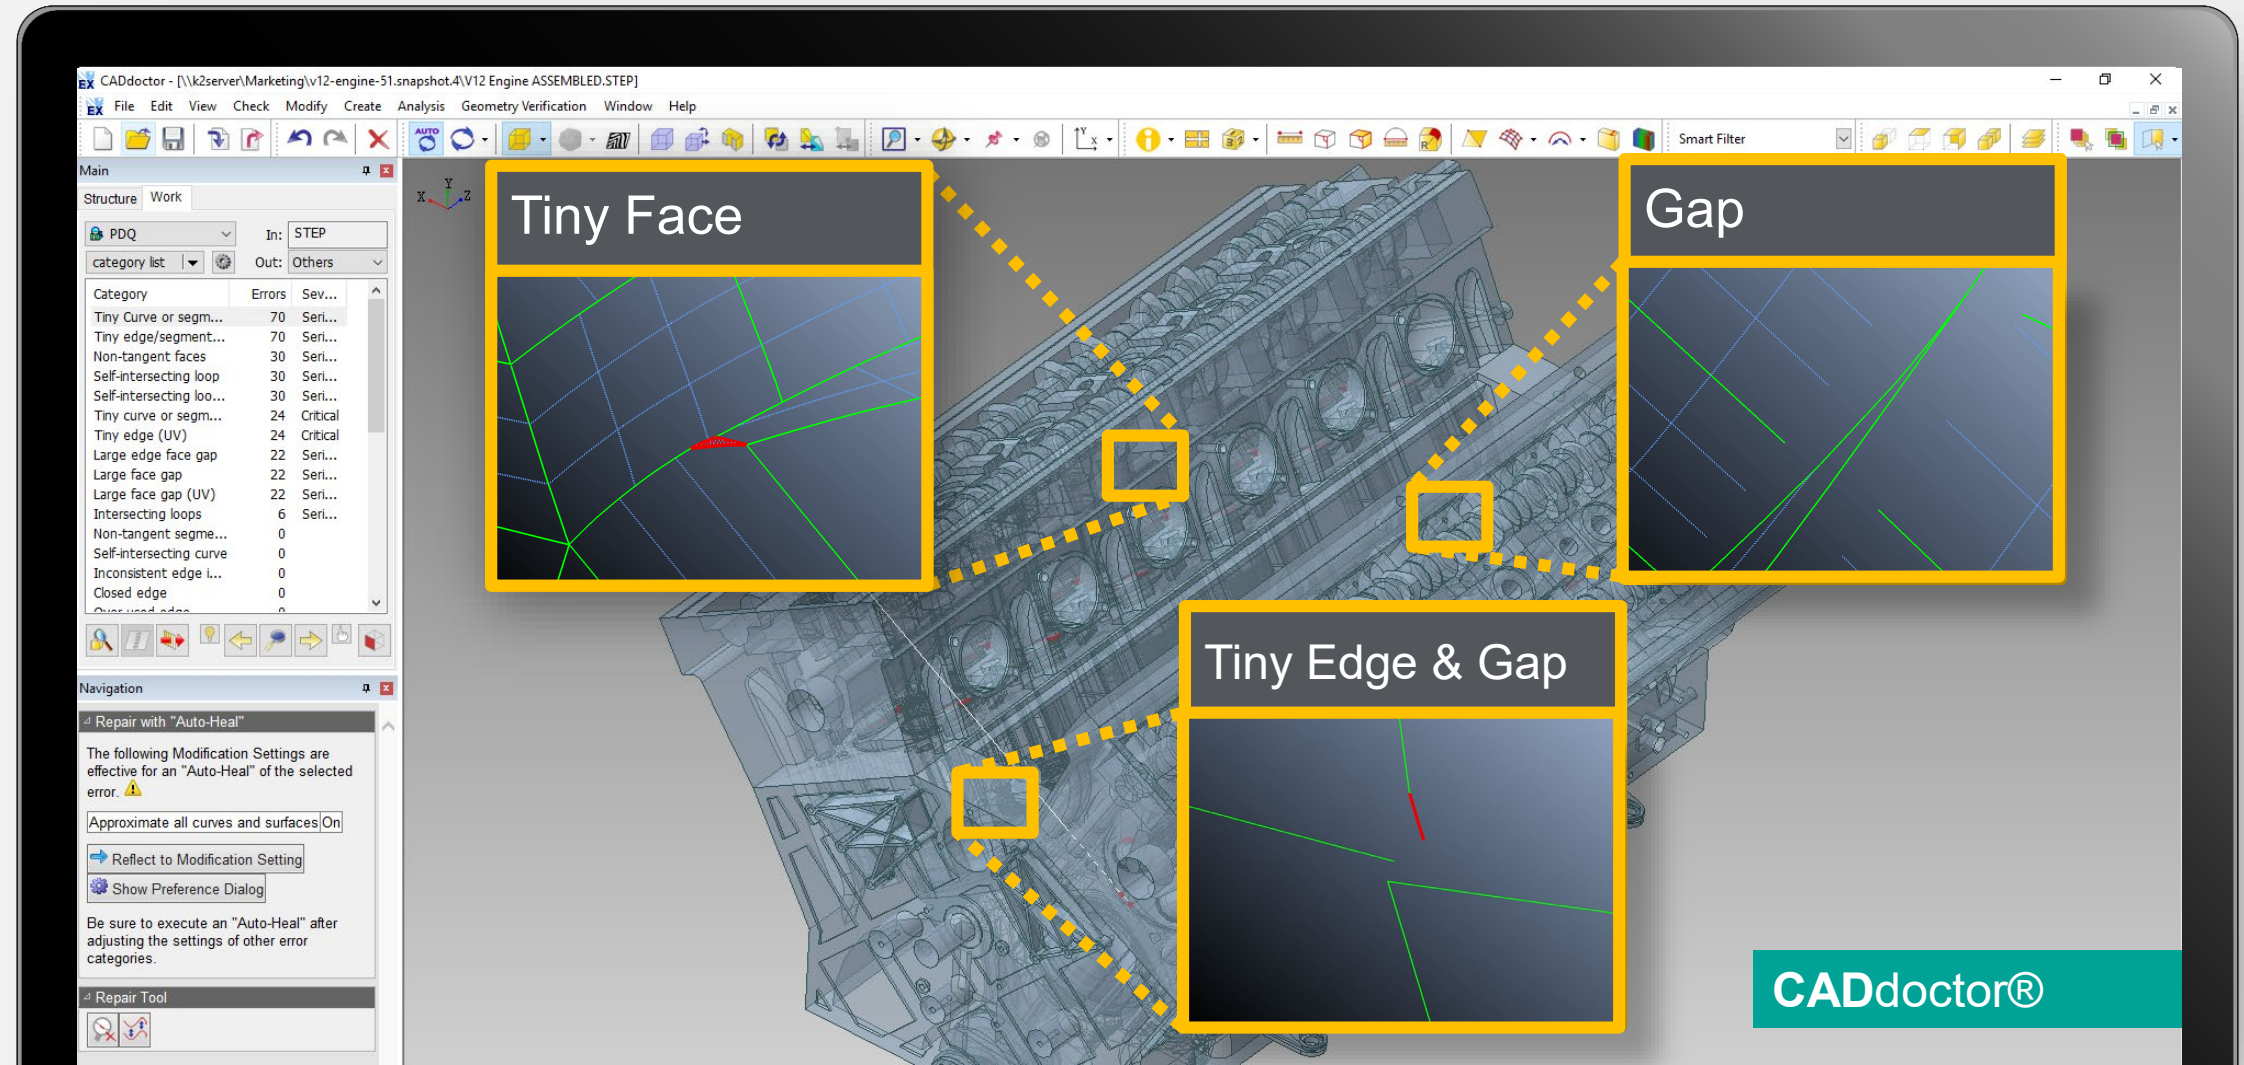 EX CADdoctor - [\\k2server\Marketing\v12-engine-51.snapshot.4\V12 Engine ASSEMBLED.STEP]
EX File Edit View Check Modify Create Analysis Geometry Verification Window Help
AUTO
Smart Filter
Main
Structure Work
PDQ In: STEP
category list Out: Others
Category Errors Sev...
Tiny Curve or segm... 70 Seri...
Tiny edge/segment... 70 Seri...
Non-tangent faces 30 Seri...
Self-intersecting loop 30 Seri...
Self-intersecting loo... 30 Seri...
Tiny curve or segm... 24 Critical
Tiny edge (UV) 24 Critical
Large edge face gap 22 Seri...
Large face gap 22 Seri...
Large face gap (UV) 22 Seri...
Intersecting loops 6 Seri...
Non-tangent segme... 0
Self-intersecting curve 0
Inconsistent edge i... 0
Closed edge 0
Over used edge 0
Navigation
Repair with "Auto-Heal"
The following Modification Settings are
effective for an "Auto-Heal" of the selected
error.
Approximate all curves and surfaces On
Reflect to Modification Setting
Show Preference Dialog
Be sure to execute an "Auto-Heal" after
adjusting the settings of other error
categories.
Repair Tool
X Y Z
Tiny Face
Gap
Tiny Edge & Gap
CADdoctor®